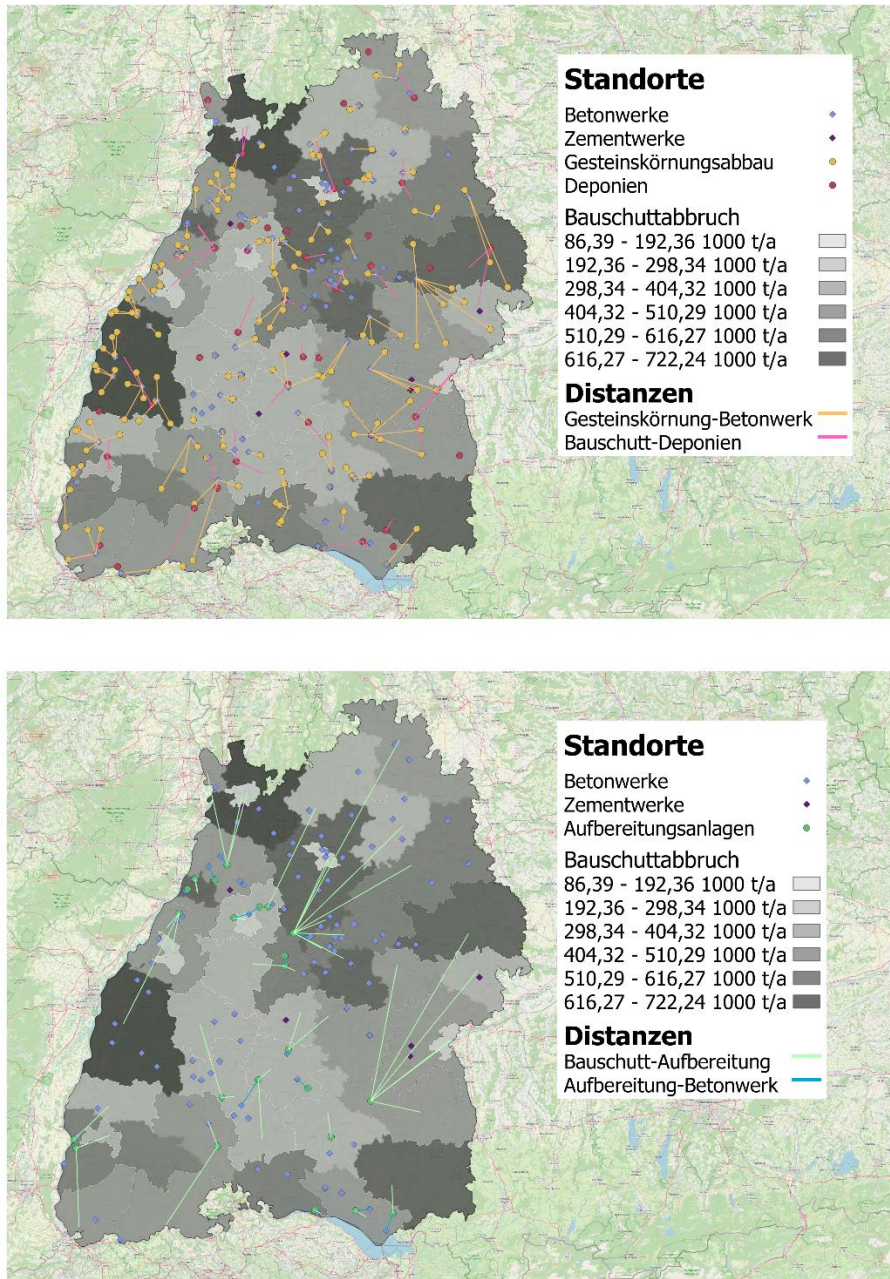 Standorte
Betonwerke
Zementwerke
Gesteinskörnungsabbau
Deponien
Bauschuttabbruch
86,39 - 192,36 1000 t/a
192,36 - 298,34 1000 t/a
298,34 - 404,32 1000 t/a
404,32 - 510,29 1000 t/a
510,29 - 616,27 1000 t/a
616,27 - 722,24 1000 t/a
Distanzen
Gesteinskörnung-Betonwerk
Bauschutt-Deponien
Standorte
Betonwerke
Zementwerke
Aufbereitungsanlagen
Bauschuttabbruch
86,39 - 192,36 1000 t/a
192,36 - 298,34 1000 t/a
298,34 - 404,32 1000 t/a
404,32 - 510,29 1000 t/a
510,29 - 616,27 1000 t/a
616,27 - 722,24 1000 t/a
Distanzen
Bauschutt-Aufbereitung
Aufbereitung-Betonwerk